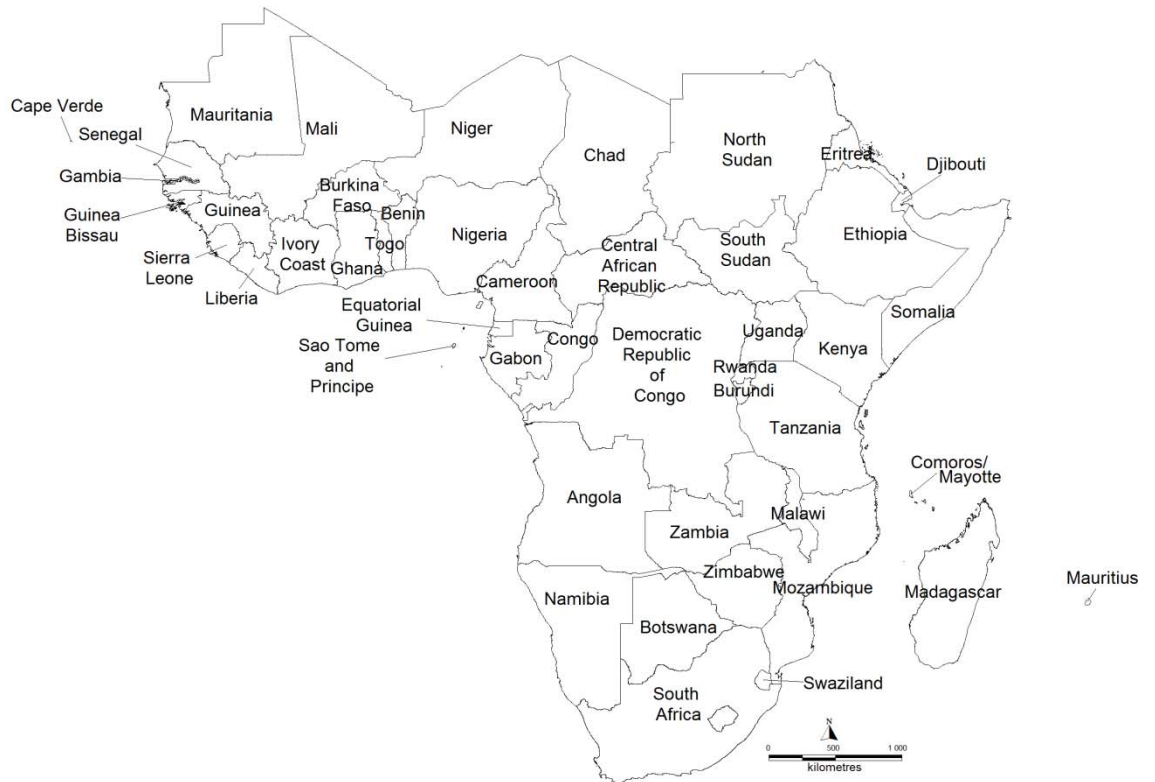 Cape Verde
Senegal
Gambia
Guinea
Bissau
Mauritania
Mali
Niger
Chad
North
Sudan
Eritrea
Djibouti
Guinea
Burkina
Faso
Benin
Nigeria
Ethiopia
Sierra
Leone
Liberia
Ivory
Coast
Ghana
Togo
Cameroon
Central
African
Republic
South
Sudan
Somalia
Equatorial
Guinea
Sao Tome
and
Principe
Gabon
Congo
Democratic
Republic
of
Congo
Uganda
Kenya
Rwanda
Burundi
Tanzania
Comoros/
Mayotte
Angola
Zambia
Malawi
Zimbabwe
Mozambique
Madagascar
Mauritius
Namibia
Botswana
South
Africa
Swaziland
N
0 500 1 000
kilometres